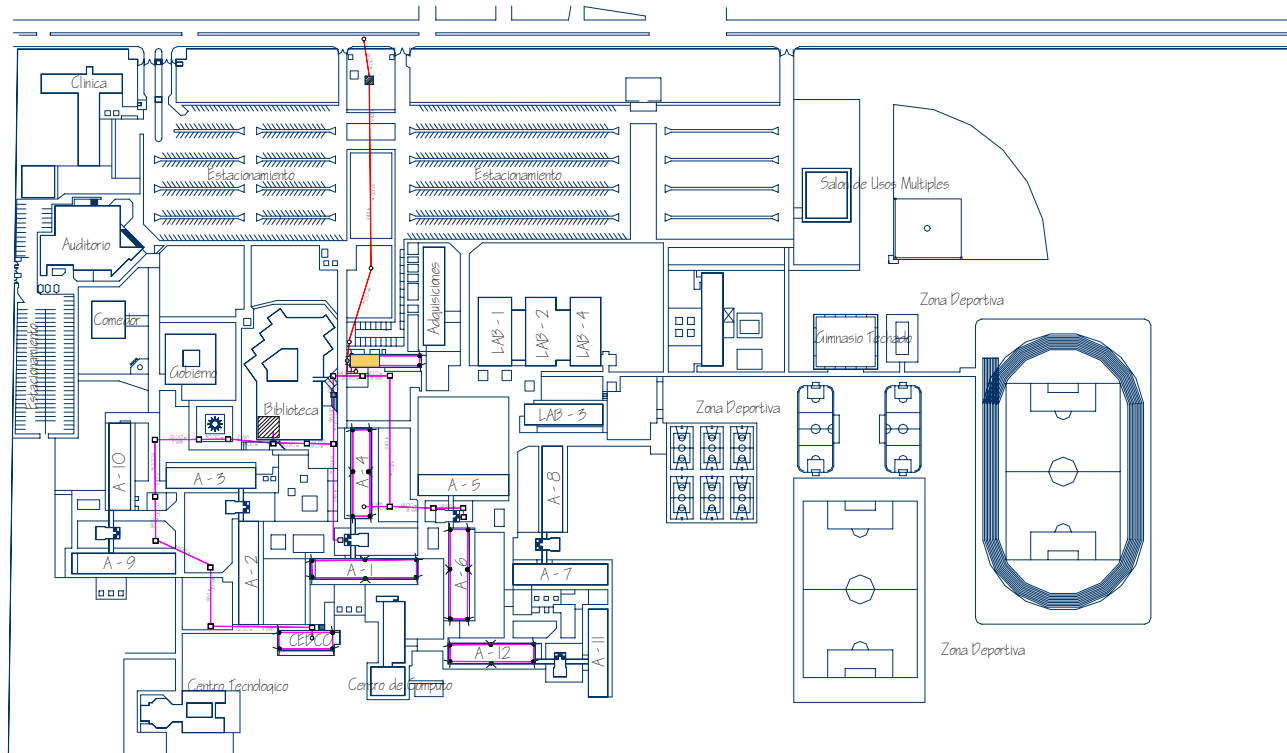 Clinica
Estacionamiento
Estacionamiento
Salon de Usos Multiples
Auditorio
Adquisiciones
Zona Deportiva
Comedor
LAB - 1
LAB - 2
LAB - 4
Gimnasio Techado
Estacionamiento
Gobierno
Biblioteca
LAB - 3
Zona Deportiva
A - 10
A - 3
A - 4
A - 5
A - 8
A - 9
A - 2
A - 1
A - 6
A - 7
A - 11
CEDCO
A - 12
Zona Deportiva
Centro Tecnologico
Centro de Computo